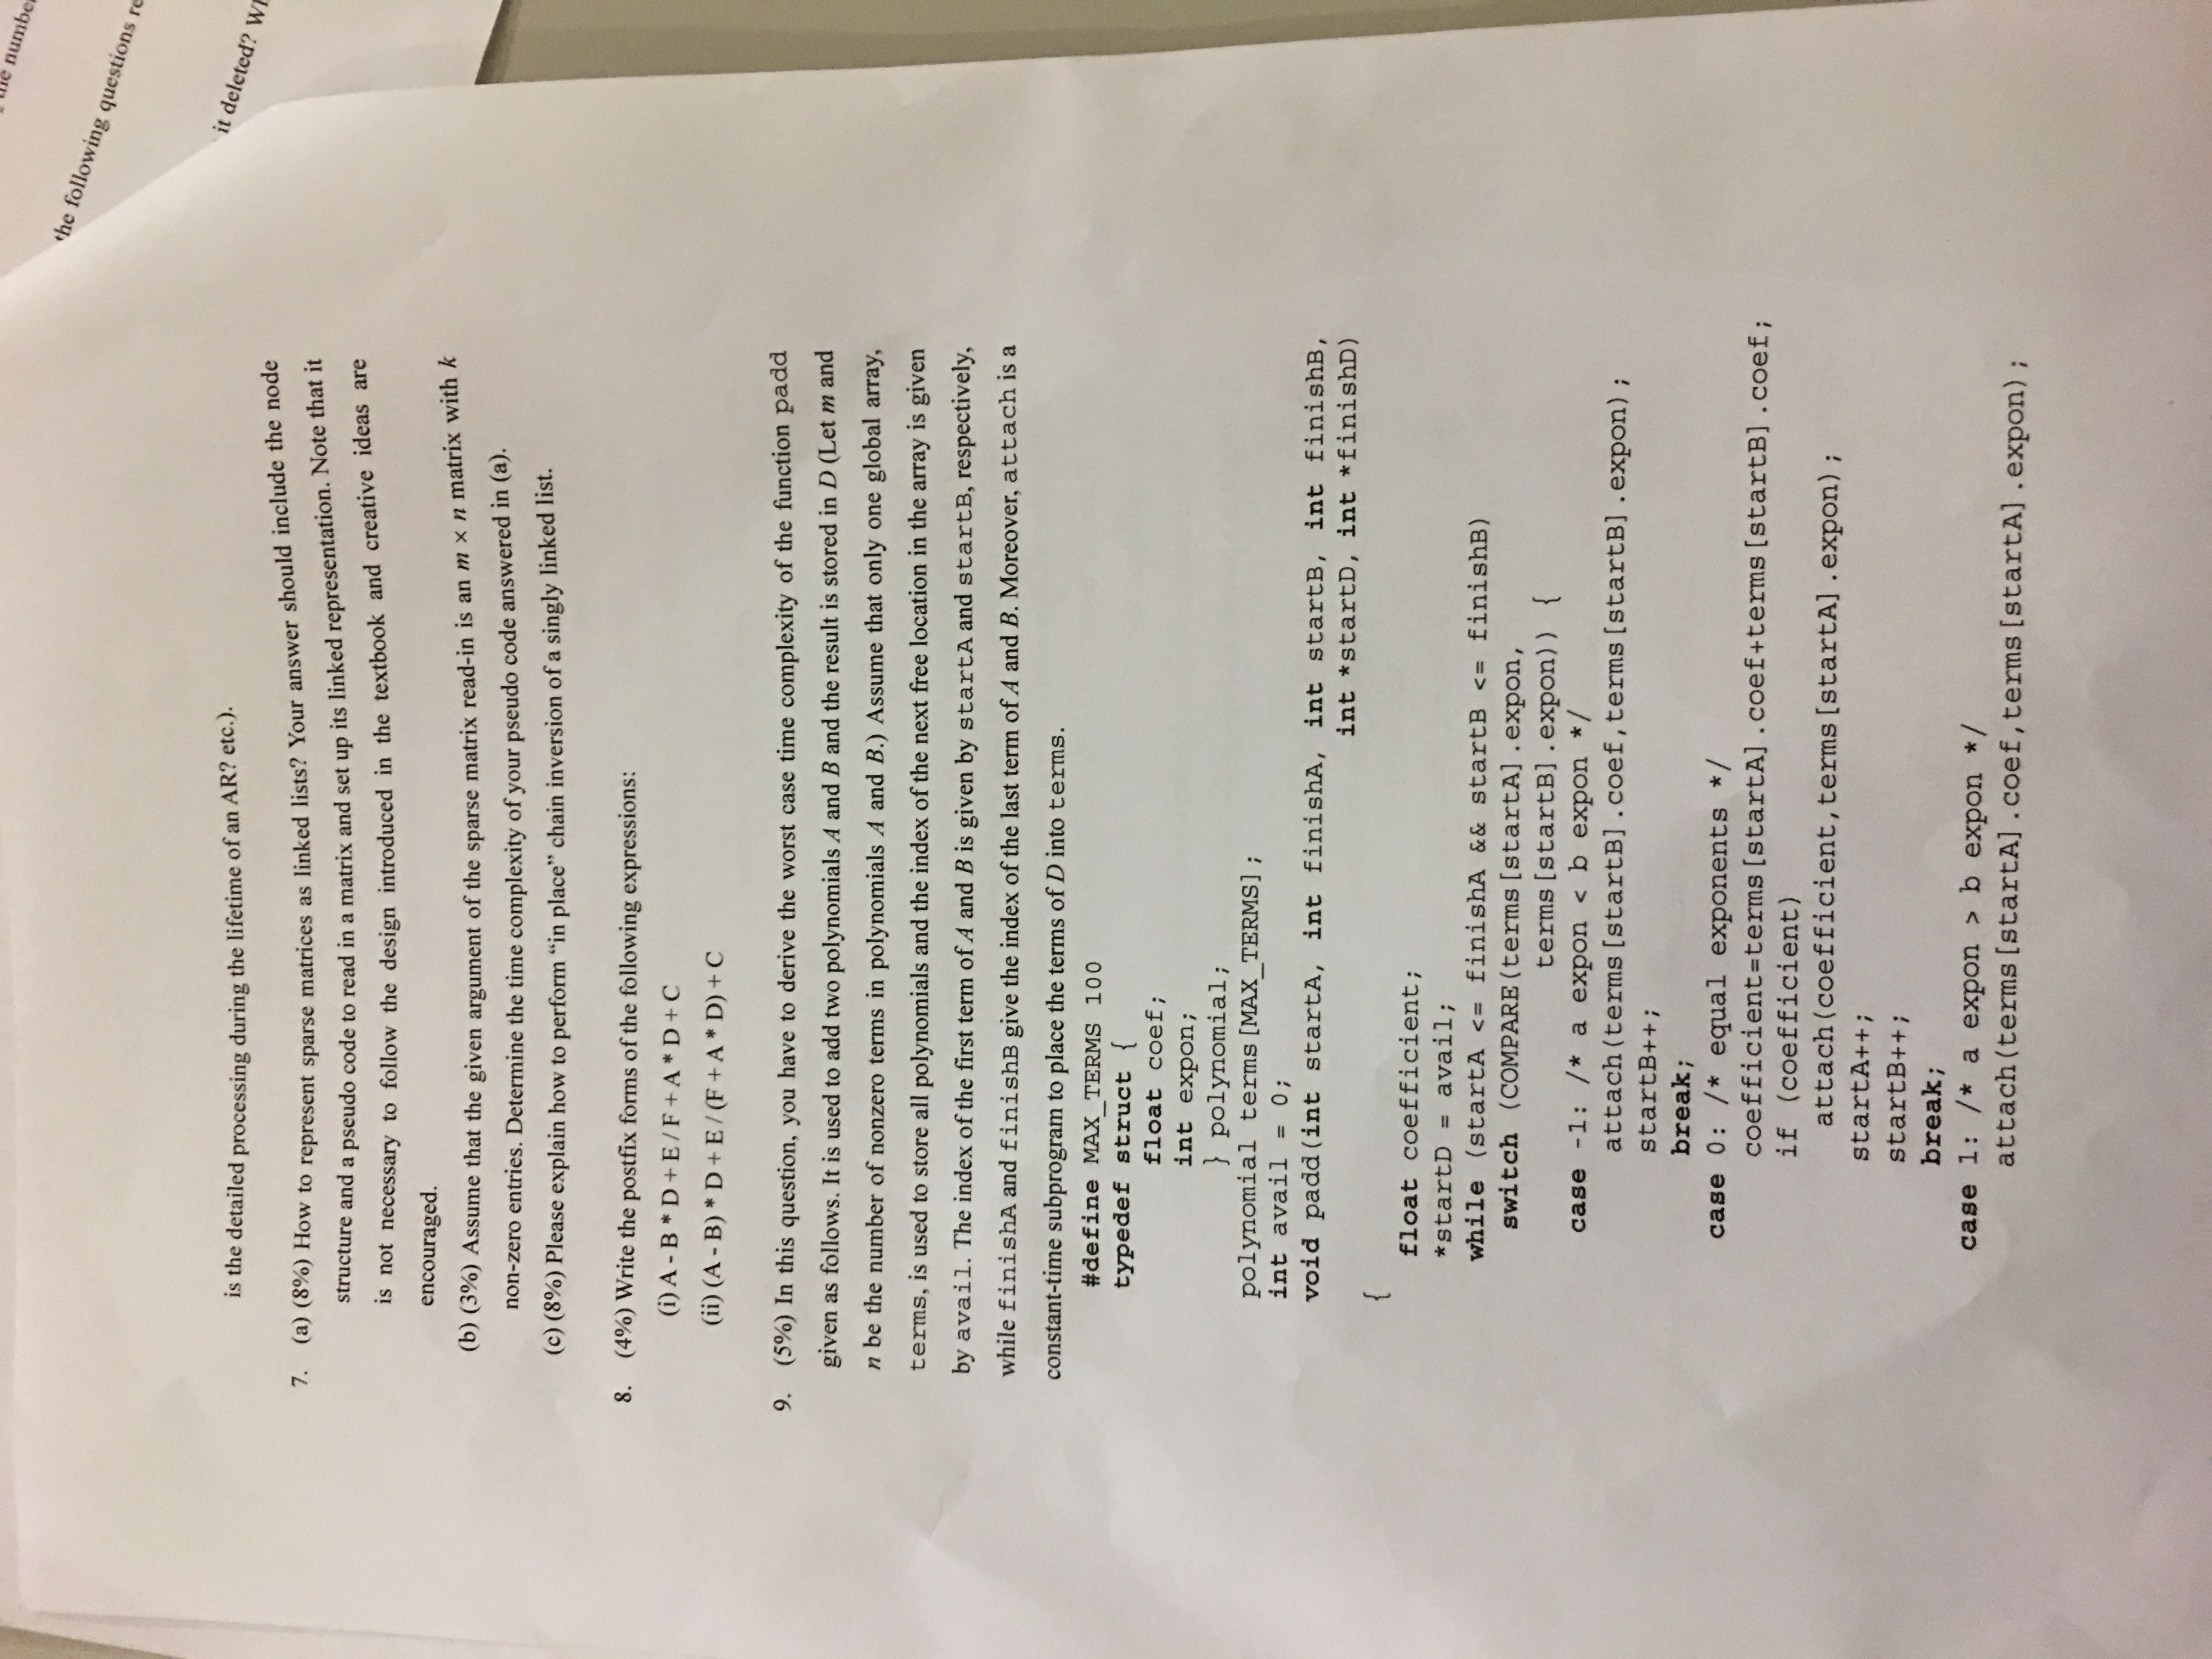 the number
the following questions re
it deleted? Wh
is the detailed processing during the lifetime of an AR? etc.).
7. (a) (8%) How to represent sparse matrices as linked lists? Your answer should include the node
structure and a pseudo code to read in a matrix and set up its linked representation. Note that it
is not necessary to follow the design introduced in the textbook and creative ideas are
encouraged.
(b) (3%) Assume that the given argument of the sparse matrix read-in is an m × n matrix with k
non-zero entries. Determine the time complexity of your pseudo code answered in (a).
(c) (8%) Please explain how to perform “in place” chain inversion of a singly linked list.
8. (4%) Write the postfix forms of the following expressions:
(i) A - B * D + E / F + A * D + C
(ii) (A - B) * D + E / (F + A * D) + C
9. (5%) In this question, you have to derive the worst case time complexity of the function padd
given as follows. It is used to add two polynomials A and B and the result is stored in D (Let m and
n be the number of nonzero terms in polynomials A and B.) Assume that only one global array,
terms, is used to store all polynomials and the index of the next free location in the array is given
by avail. The index of the first term of A and B is given by startA and startB, respectively,
while finishA and finishB give the index of the last term of A and B. Moreover, attach is a
constant-time subprogram to place the terms of D into terms.
#define MAX_TERMS 100
typedef struct {
float coef;
int expon;
} polynomial;
polynomial terms[MAX_TERMS];
int avail = 0;
void padd(int startA, int finishA, int startB, int finishB,
int *startD, int *finishD)
{
float coefficient;
*startD = avail;
while (startA <= finishA && startB <= finishB)
switch (COMPARE(terms[startA].expon,
terms[startB].expon)) {
case -1: /* a expon < b expon */
attach(terms[startB].coef,terms[startB].expon);
startB++;
break;
case 0: /* equal exponents */
coefficient=terms[startA].coef+terms[startB].coef;
if (coefficient)
attach(coefficient,terms[startA].expon);
startA++;
startB++;
break;
case 1: /* a expon > b expon */
attach(terms[startA].coef,terms[startA].expon);